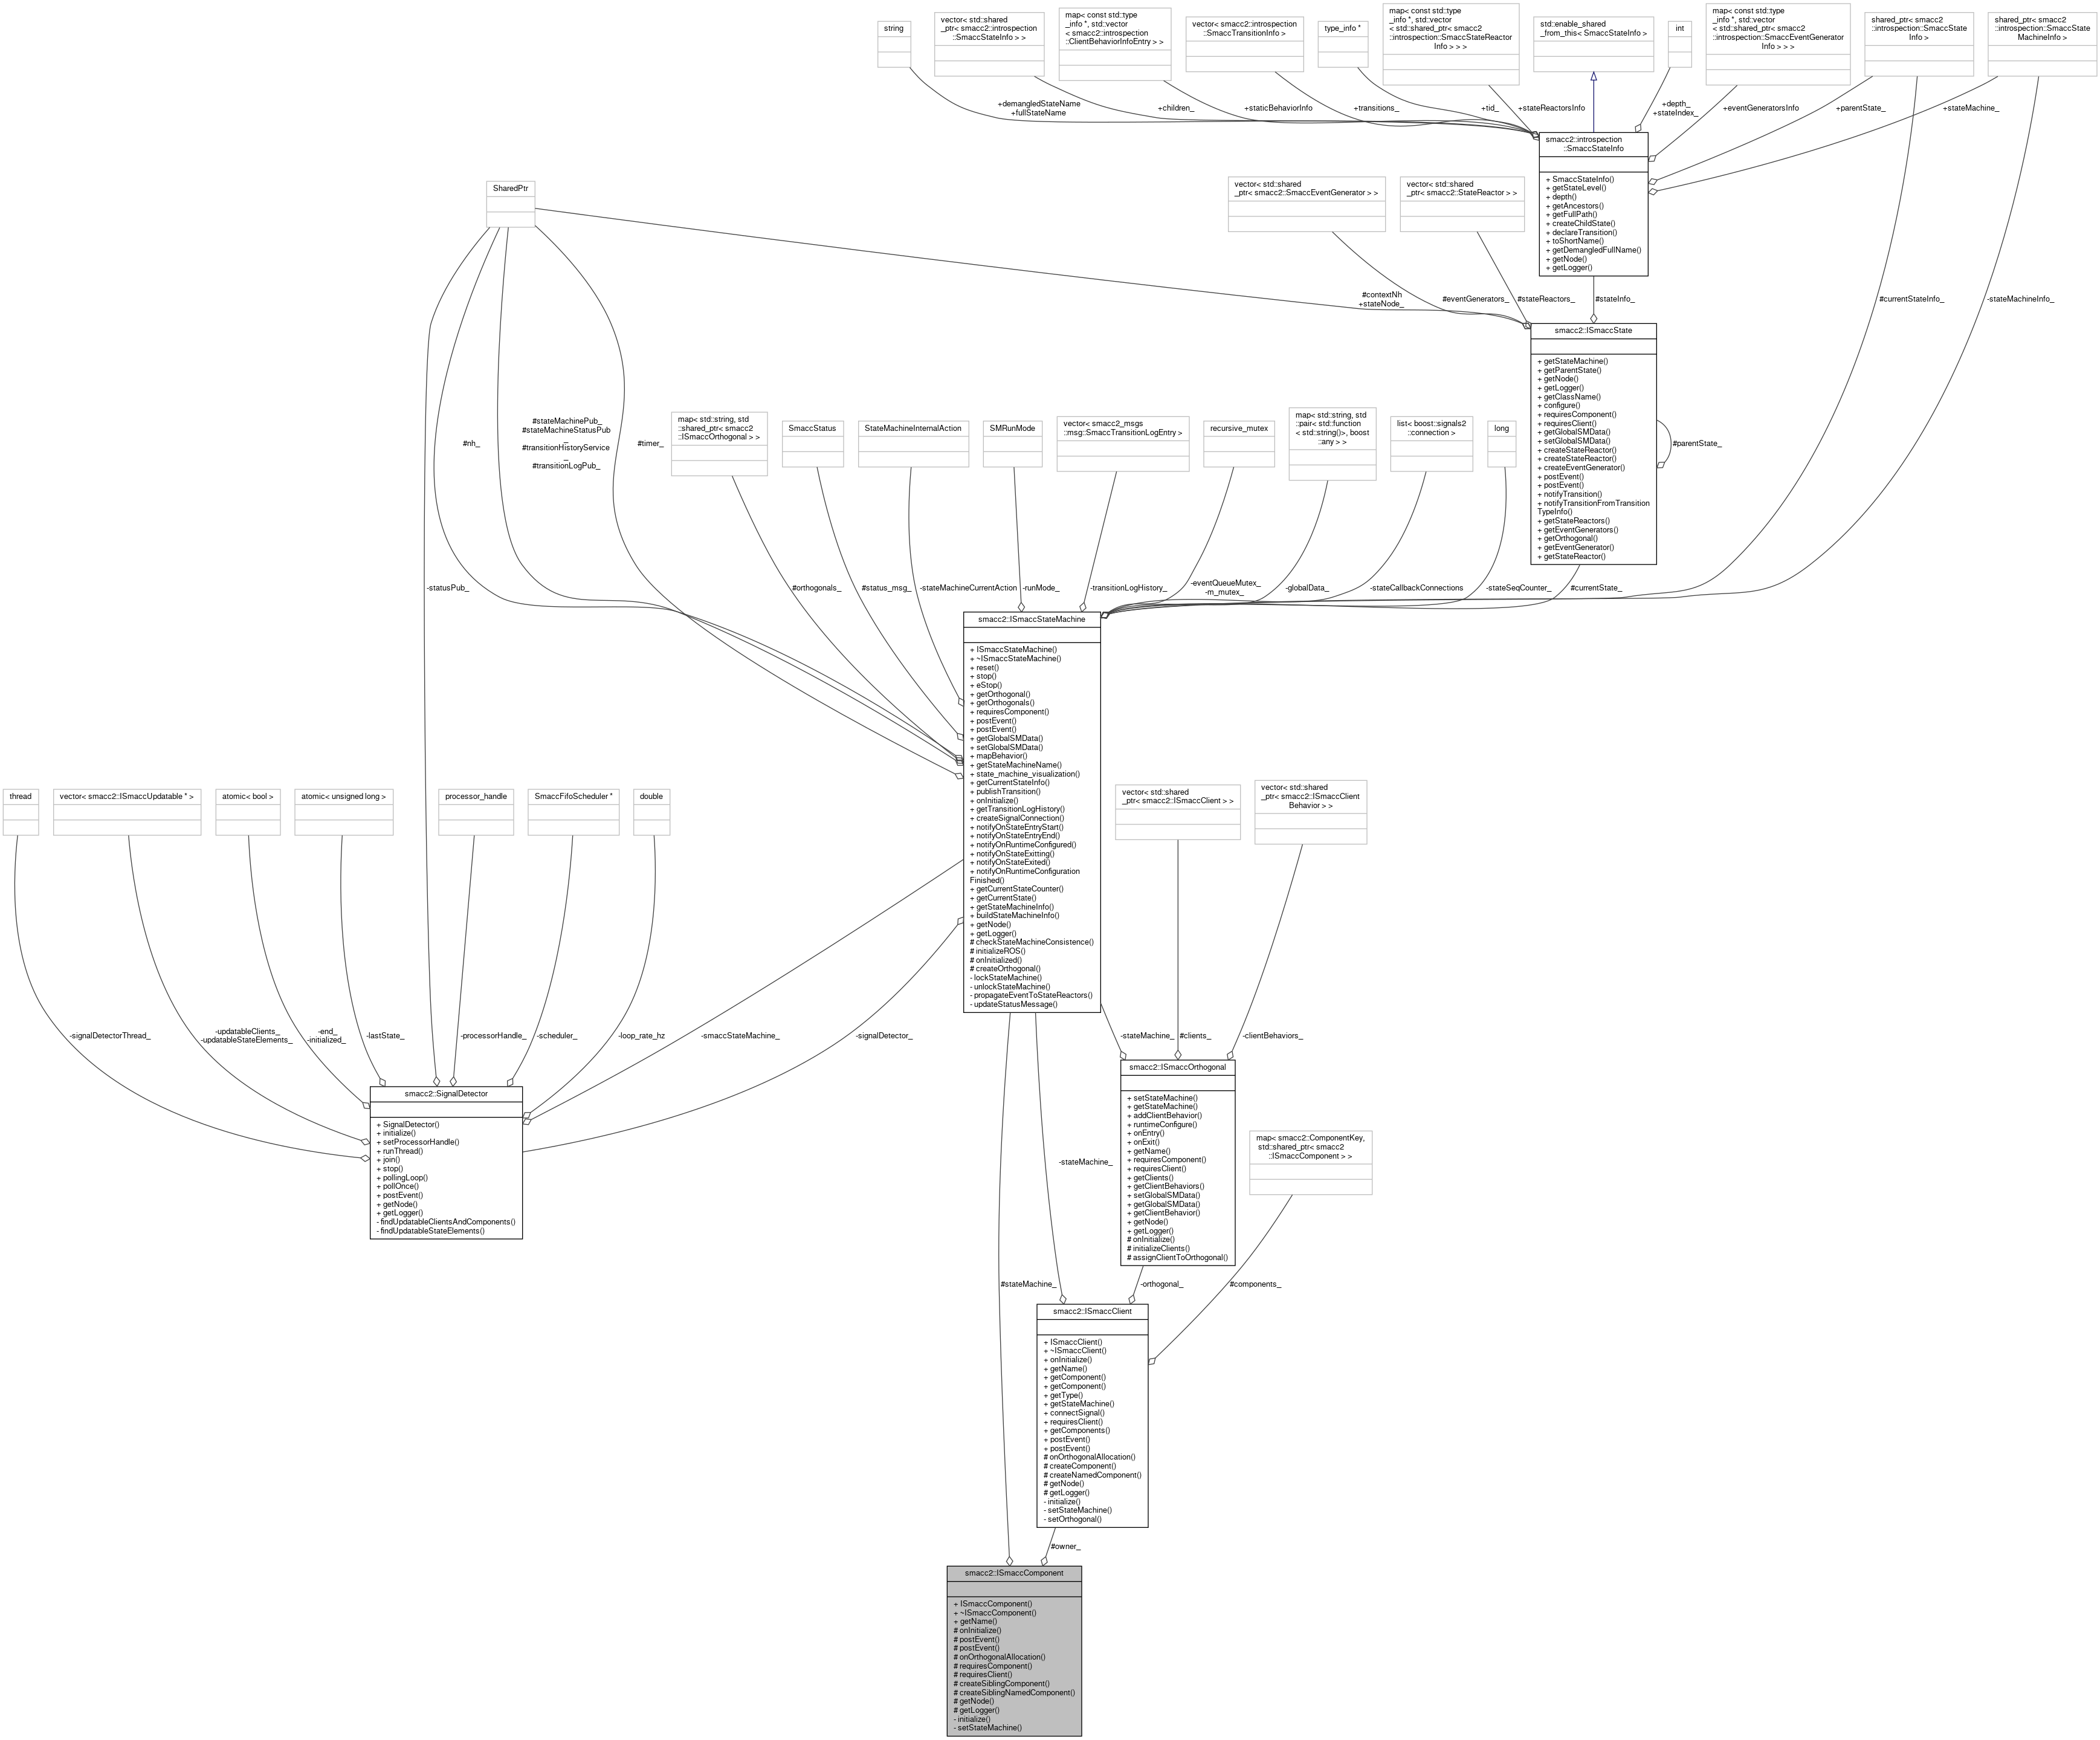 string
vector< std::shared
_ptr< smacc2::introspection
::SmaccStateInfo > >
map< const std::type
_info *, std::vector
< smacc2::introspection
::ClientBehaviorInfoEntry > >
vector< smacc2::introspection
::SmaccTransitionInfo >
type_info *
map< const std::type
_info *, std::vector
< std::shared_ptr< smacc2
::introspection::SmaccStateReactor
Info > > >
std::enable_shared
_from_this< SmaccStateInfo >
int
map< const std::type
_info *, std::vector
< std::shared_ptr< smacc2
::introspection::SmaccEventGenerator
Info > > >
shared_ptr< smacc2
::introspection::SmaccState
Info >
shared_ptr< smacc2
::introspection::SmaccState
MachineInfo >
+demangledStateName
+fullStateName
+children_
+staticBehaviorInfo
+transitions_
+tid_
+stateReactorsInfo
+depth_
+stateIndex_
+eventGeneratorsInfo
+parentState_
+stateMachine_
smacc2::introspection
::SmaccStateInfo
+ SmaccStateInfo()
+ getStateLevel()
+ depth()
+ getAncestors()
+ getFullPath()
+ createChildState()
+ declareTransition()
+ toShortName()
+ getDemangledFullName()
+ getNode()
+ getLogger()
SharedPtr
vector< std::shared
_ptr< smacc2::SmaccEventGenerator > >
vector< std::shared
_ptr< smacc2::StateReactor > >
#contextNh
+stateNode_
#eventGenerators_
#stateReactors_
#stateInfo_
#currentStateInfo_
-stateMachineInfo_
smacc2::ISmaccState
+ getStateMachine()
+ getParentState()
+ getNode()
+ getLogger()
+ getClassName()
+ configure()
+ requiresComponent()
+ requiresClient()
+ getGlobalSMData()
+ setGlobalSMData()
+ createStateReactor()
+ createStateReactor()
+ createEventGenerator()
+ postEvent()
+ postEvent()
+ notifyTransition()
+ notifyTransitionFromTransition
TypeInfo()
+ getStateReactors()
+ getEventGenerators()
+ getOrthogonal()
+ getEventGenerator()
+ getStateReactor()
#parentState_
#nh_
#stateMachinePub_
#stateMachineStatusPub
_
#transitionHistoryService
_
#transitionLogPub_
#timer_
map< std::string, std
::shared_ptr< smacc2
::ISmaccOrthogonal > >
SmaccStatus
StateMachineInternalAction
SMRunMode
vector< smacc2_msgs
::msg::SmaccTransitionLogEntry >
recursive_mutex
map< std::string, std
::pair< std::function
< std::string()>, boost
::any > >
list< boost::signals2
::connection >
long
-statusPub_
#orthogonals_
#status_msg_
-stateMachineCurrentAction
-runMode_
-transitionLogHistory_
-eventQueueMutex_
-m_mutex_
-globalData_
-stateCallbackConnections
-stateSeqCounter_
#currentState_
smacc2::ISmaccStateMachine
+ ISmaccStateMachine()
+ ~ISmaccStateMachine()
+ reset()
+ stop()
+ eStop()
+ getOrthogonal()
+ getOrthogonals()
+ requiresComponent()
+ postEvent()
+ postEvent()
+ getGlobalSMData()
+ setGlobalSMData()
+ mapBehavior()
+ getStateMachineName()
+ state_machine_visualization()
+ getCurrentStateInfo()
+ publishTransition()
+ onInitialize()
+ getTransitionLogHistory()
+ createSignalConnection()
+ notifyOnStateEntryStart()
+ notifyOnStateEntryEnd()
+ notifyOnRuntimeConfigured()
+ notifyOnStateExitting()
+ notifyOnStateExited()
+ notifyOnRuntimeConfiguration
Finished()
+ getCurrentStateCounter()
+ getCurrentState()
+ getStateMachineInfo()
+ buildStateMachineInfo()
+ getNode()
+ getLogger()
# checkStateMachineConsistence()
# initializeROS()
# onInitialized()
# createOrthogonal()
- lockStateMachine()
- unlockStateMachine()
- propagateEventToStateReactors()
- updateStatusMessage()
thread
vector< smacc2::ISmaccUpdatable * >
atomic< bool >
atomic< unsigned long >
processor_handle
SmaccFifoScheduler *
double
vector< std::shared
_ptr< smacc2::ISmaccClient > >
vector< std::shared
_ptr< smacc2::ISmaccClient
Behavior > >
-signalDetectorThread_
-updatableClients_
-updatableStateElements_
-end_
-initialized_
-lastState_
-processorHandle_
-scheduler_
-loop_rate_hz
-smaccStateMachine_
-signalDetector_
-stateMachine_
#clients_
-clientBehaviors_
smacc2::SignalDetector
+ SignalDetector()
+ initialize()
+ setProcessorHandle()
+ runThread()
+ join()
+ stop()
+ pollingLoop()
+ pollOnce()
+ postEvent()
+ getNode()
+ getLogger()
- findUpdatableClientsAndComponents()
- findUpdatableStateElements()
smacc2::ISmaccOrthogonal
+ setStateMachine()
+ getStateMachine()
+ addClientBehavior()
+ runtimeConfigure()
+ onEntry()
+ onExit()
+ getName()
+ requiresComponent()
+ requiresClient()
+ getClients()
+ getClientBehaviors()
+ setGlobalSMData()
+ getGlobalSMData()
+ getClientBehavior()
+ getNode()
+ getLogger()
# onInitialize()
# initializeClients()
# assignClientToOrthogonal()
map< smacc2::ComponentKey,
std::shared_ptr< smacc2
::ISmaccComponent > >
-stateMachine_
#stateMachine_
-orthogonal_
#components_
smacc2::ISmaccClient
+ ISmaccClient()
+ ~ISmaccClient()
+ onInitialize()
+ getName()
+ getComponent()
+ getComponent()
+ getType()
+ getStateMachine()
+ connectSignal()
+ requiresClient()
+ getComponents()
+ postEvent()
+ postEvent()
# onOrthogonalAllocation()
# createComponent()
# createNamedComponent()
# getNode()
# getLogger()
- initialize()
- setStateMachine()
- setOrthogonal()
#owner_
smacc2::ISmaccComponent
+ ISmaccComponent()
+ ~ISmaccComponent()
+ getName()
# onInitialize()
# postEvent()
# postEvent()
# onOrthogonalAllocation()
# requiresComponent()
# requiresClient()
# createSiblingComponent()
# createSiblingNamedComponent()
# getNode()
# getLogger()
- initialize()
- setStateMachine()